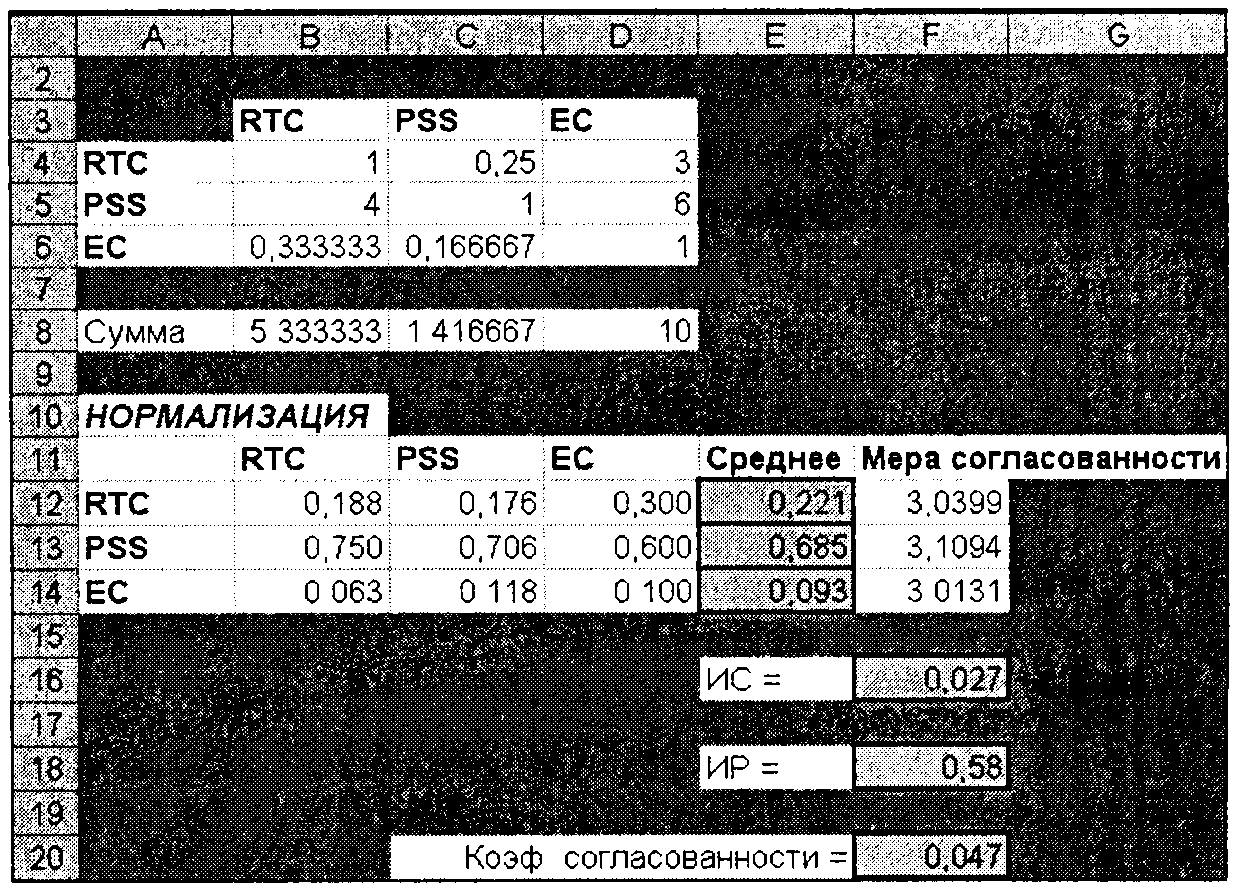 A B C D E F G
2
3 RTC PSS EC
4 RTC 1 0,25 3
5 PSS 4 1 6
6 EC 0,333333 0,166667 1
7
8 Сумма 5 333333 1 416667 10
9
10 НОРМАЛИЗАЦИЯ
11 RTC PSS EC Среднее Мера согласованности
12 RTC 0,188 0,176 0,300 0,221 3,0399
13 PSS 0,750 0,706 0,600 0,685 3,1094
14 EC 0 063 0 118 0 100 0,093 3 0131
15
16 ИС = 0,027
17
18 ИР = 0,58
19
20 Коэф согласованности = 0,047